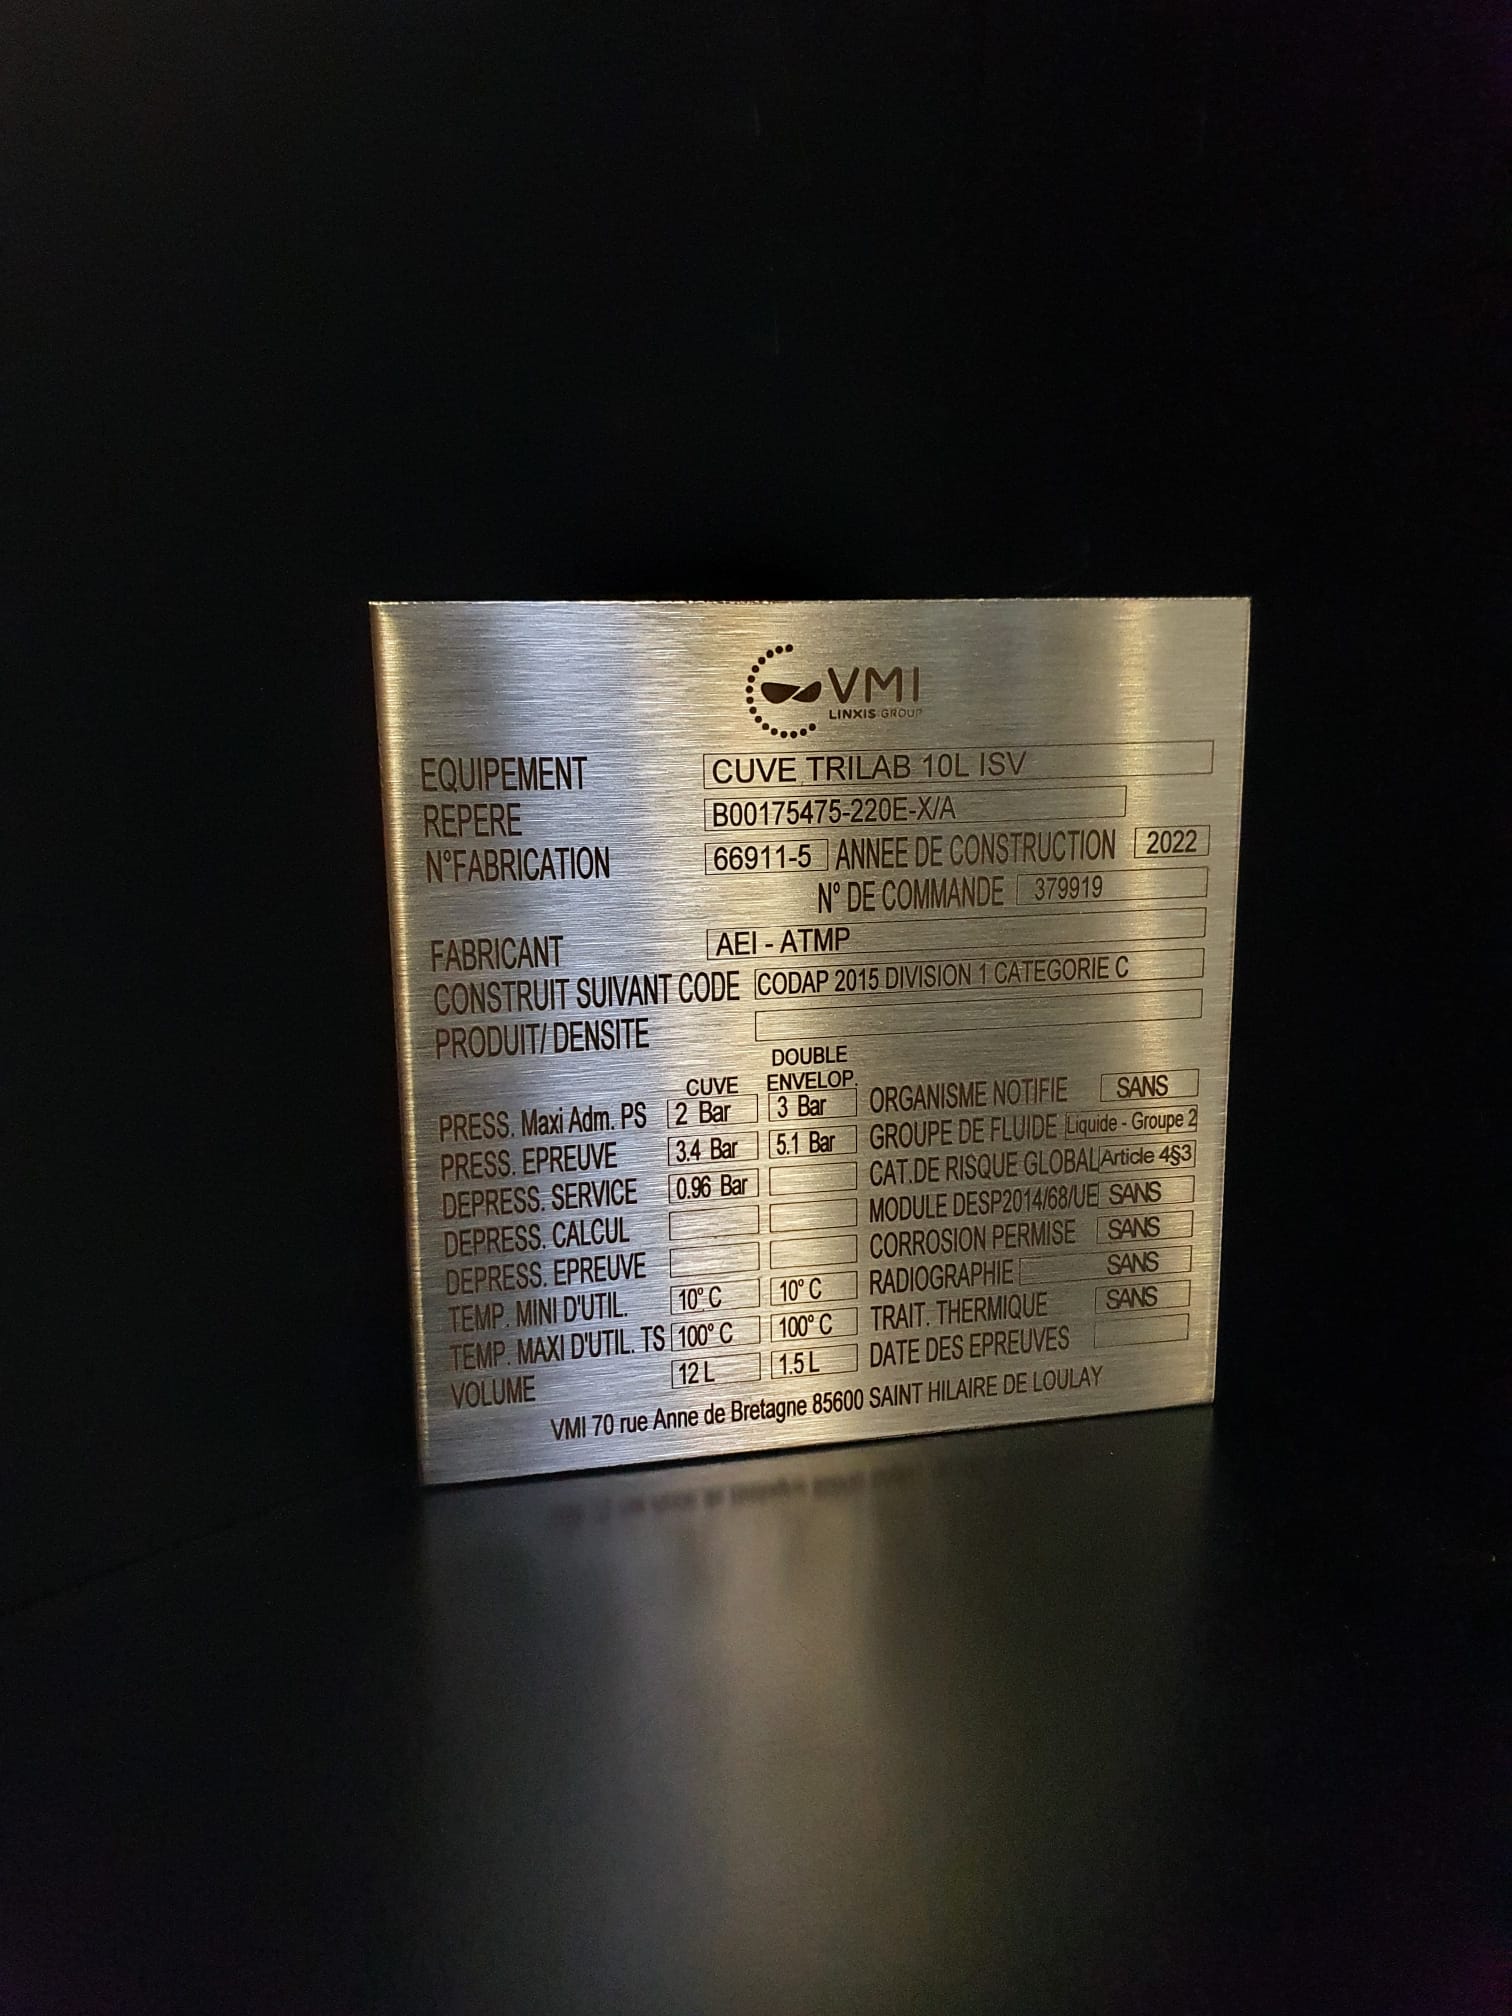 VMI
LINXIS GROUP
EQUIPEMENT CUVE TRILAB 10L ISV
REPERE B00175475-220E-X/A
N°FABRICATION 66911-5 ANNEE DE CONSTRUCTION 2022
N° DE COMMANDE 379919
FABRICANT AEI - ATMP
CONSTRUIT SUIVANT CODE CODAP 2015 DIVISION 1 CATEGORIE C
PRODUIT/ DENSITE
CUVE DOUBLE ENVELOP.
PRESS. Maxi Adm. PS 2 Bar 3 Bar ORGANISME NOTIFIE SANS
PRESS. EPREUVE 3.4 Bar 5.1 Bar GROUPE DE FLUIDE Liquide - Groupe 2
DEPRESS. SERVICE 0.96 Bar CAT.DE RISQUE GLOBAL Article 4§3
DEPRESS. CALCUL MODULE DESP2014/68/UE SANS
DEPRESS. EPREUVE CORROSION PERMISE SANS
TEMP. MINI D'UTIL. 10° C 10° C RADIOGRAPHIE SANS
TEMP. MAXI D'UTIL. TS 100° C 100° C TRAIT. THERMIQUE SANS
VOLUME 12 L 1.5 L DATE DES EPREUVES
VMI 70 rue Anne de Bretagne 85600 SAINT HILAIRE DE LOULAY